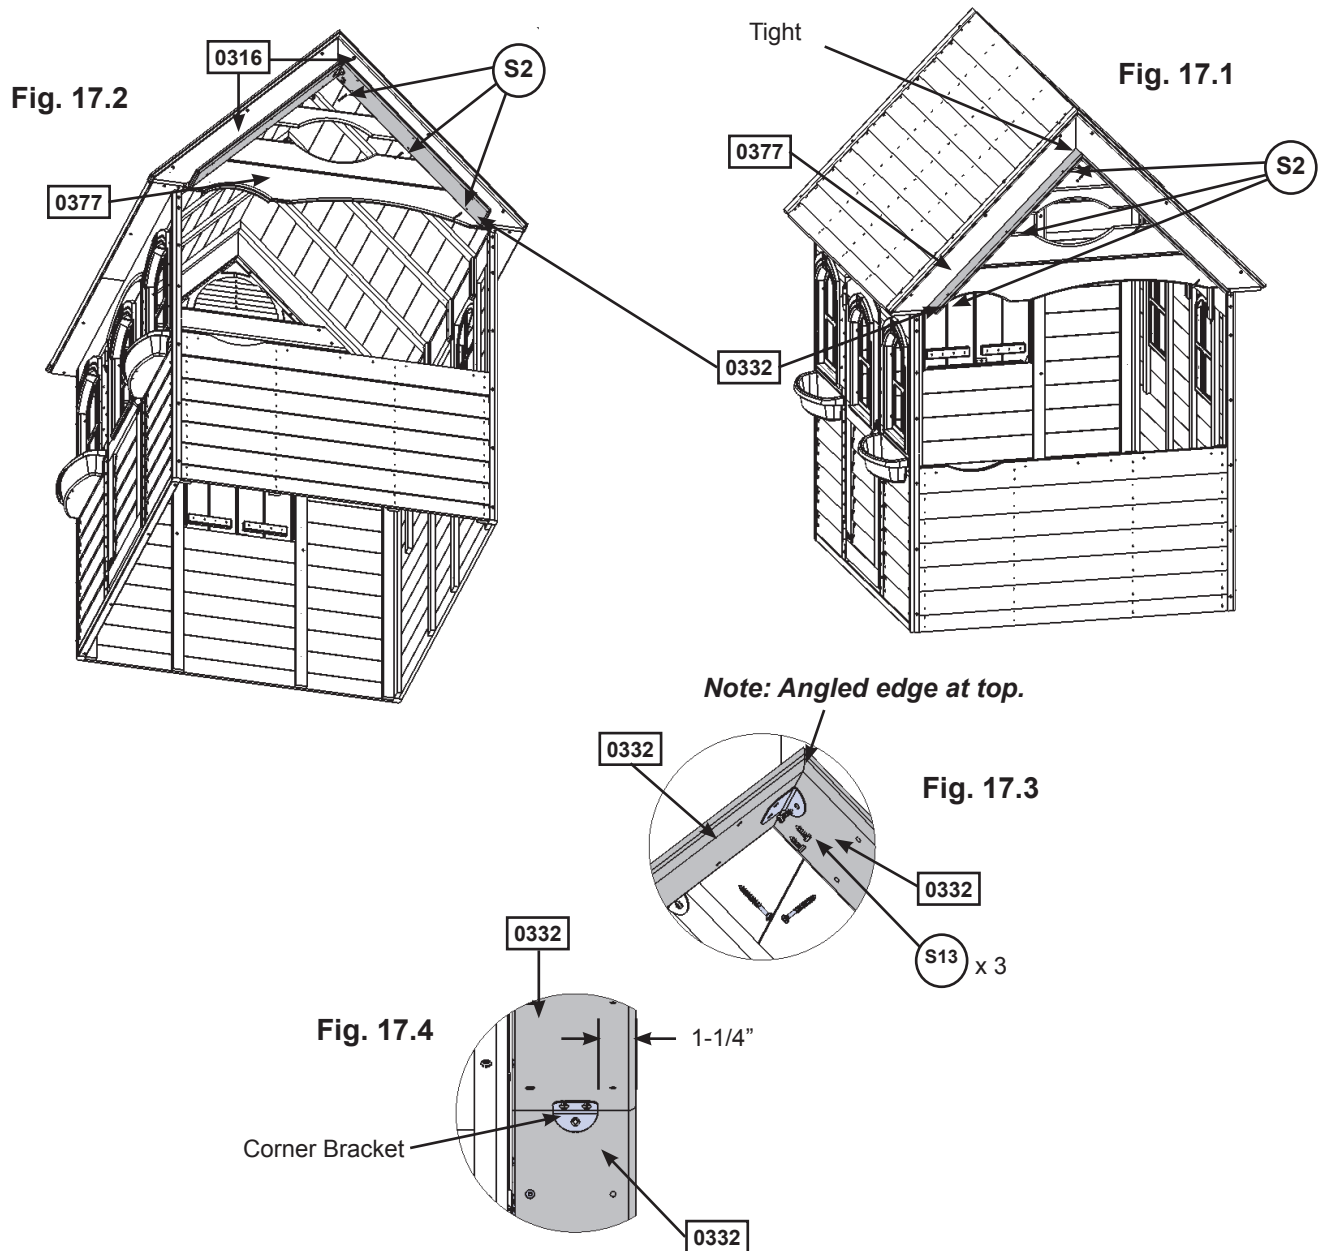 Tight
0316
S2
Fig. 17.1
Fig. 17.2
0377
S2
0377
0332
Note: Angled edge at top.
0332
Fig. 17.3
0332
0332
S13 x 3
Fig. 17.4
1-1/4”
Corner Bracket
0332